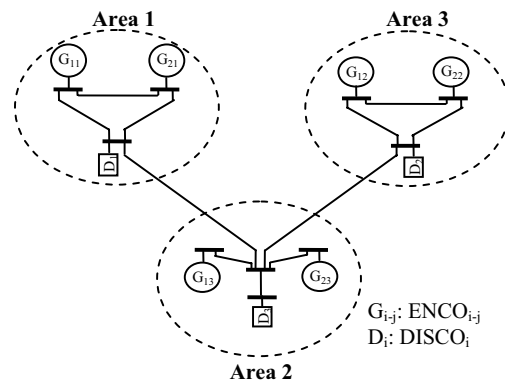 Area 1
Area 3
G₁₁
G₂₁
G₁₂
G₂₂
D₁
D₂
G₁₃
G₂₃
D₃
Gᵢ₋ⱼ: ENCOᵢ₋ⱼ
Dᵢ: DISCOᵢ
Area 2